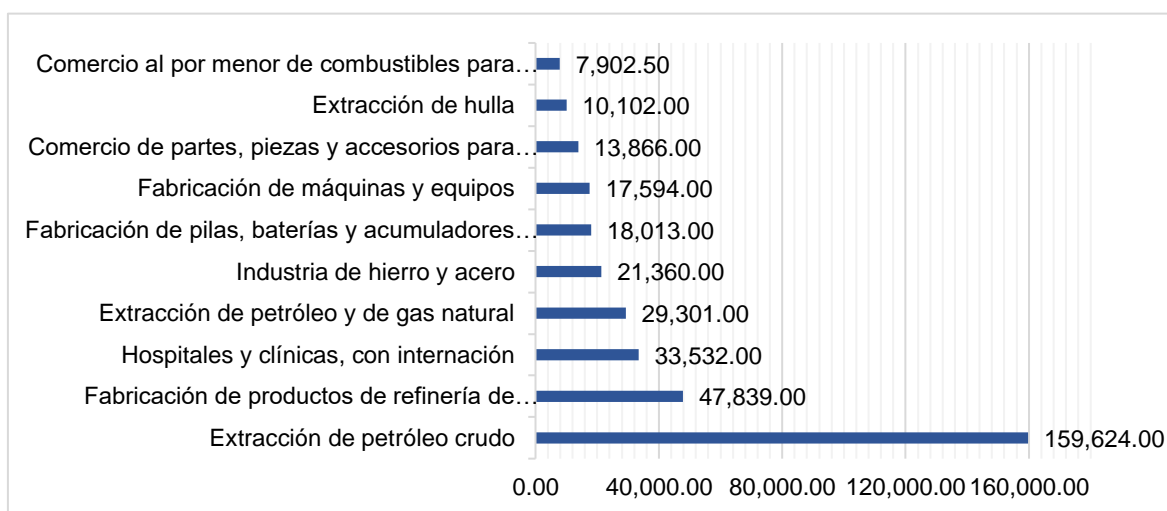 Comercio al por menor de combustibles para… 7,902.50
Extracción de hulla 10,102.00
Comercio de partes, piezas y accesorios para… 13,866.00
Fabricación de máquinas y equipos 17,594.00
Fabricación de pilas, baterías y acumuladores… 18,013.00
Industria de hierro y acero 21,360.00
Extracción de petróleo y de gas natural 29,301.00
Hospitales y clínicas, con internación 33,532.00
Fabricación de productos de refinería de… 47,839.00
Extracción de petróleo crudo 159,624.00
0.00 40,000.00 80,000.00 120,000.00 160,000.00